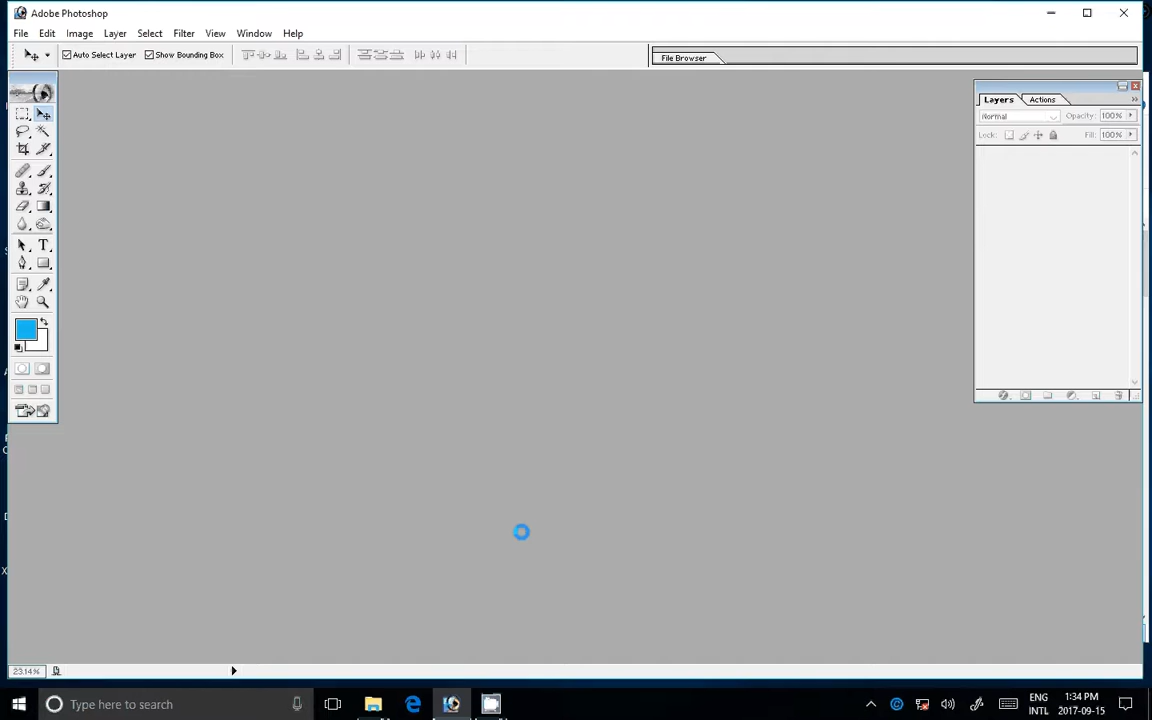 Adobe Photoshop
File Edit Image Layer Select Filter View Window Help
Auto Select Layer Show Bounding Box File Browser
Layers Actions
Normal Opacity: 100%
Lock: Fill: 100%
T
23.14%
Type here to search
ENG 1:34 PM
INTL 2017-09-15